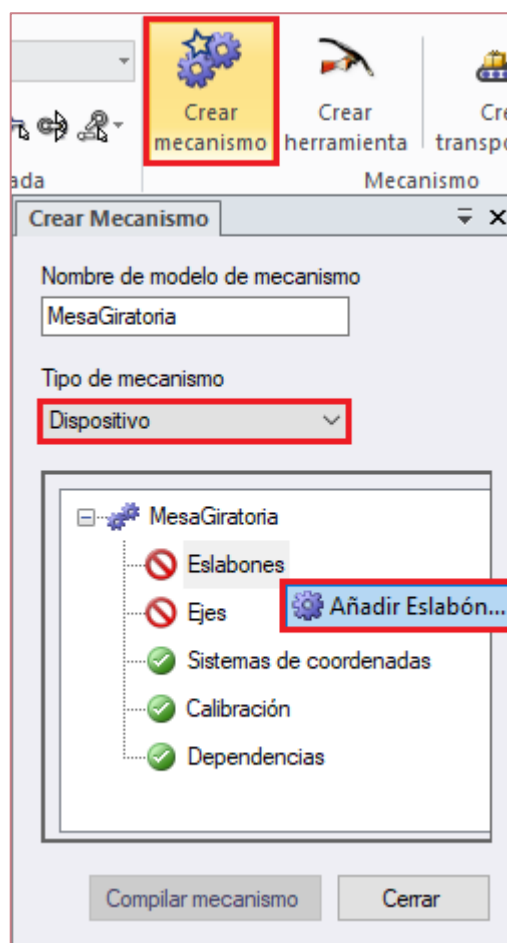 Crear
mecanismo
Crear
herramienta
ada
Mecanismo
Crear Mecanismo
Nombre de modelo de mecanismo
MesaGiratoria
Tipo de mecanismo
Dispositivo
MesaGiratoria
Eslabones
Añadir Eslabón...
Ejes
Sistemas de coordenadas
Calibración
Dependencias
Compilar mecanismo
Cerrar